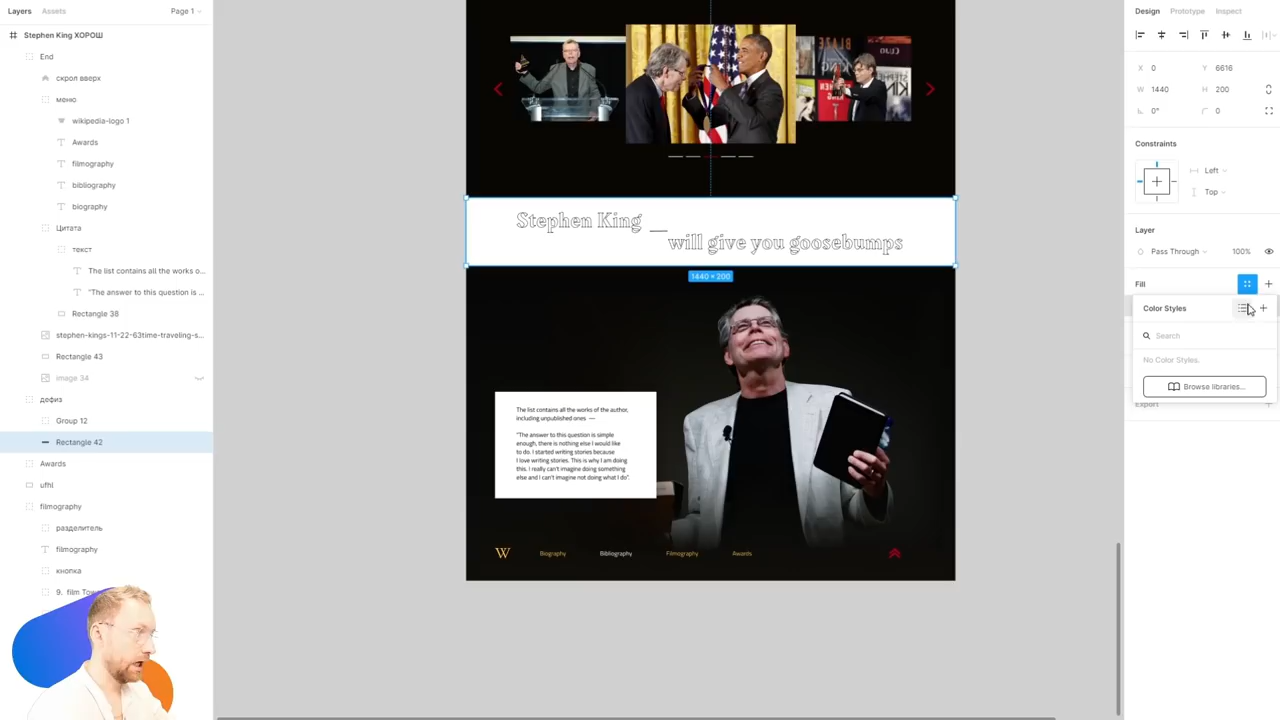 Layers Assets Page 1
Stephen King ХОРОШ
End
скрол вверх
меню
wikipedia-logo 1
Awards
filmography
bibliography
biography
Цитата
текст
The list contains all the works o...
"The answer to this question is ...
Rectangle 38
stephen-kings-11-22-63time-traveling-s...
Rectangle 43
image 34
дефиз
Group 12
Rectangle 42
Awards
ufhl
filmography
разделитель
filmography
кнопка
9. film Tow
Stephen King __
will give you goosebumps
1440 × 200
The list contains all the works of the author,
including unpublished ones —
"The answer to this question is simple
enough, there is nothing else I would like
to do. I started writing stories because
I love writing stories. This is why I am doing
this. I really can't imagine doing something
else and I can't imagine not doing what I do".
W Biography Bibliography Filmography Awards
Design Prototype Inspect
X 0 Y 6616
W 1440 H 200
0° 0
Constraints
Left
Top
Layer
Pass Through 100%
Fill
Color Styles
Search
No Color Styles.
Browse libraries...
Export